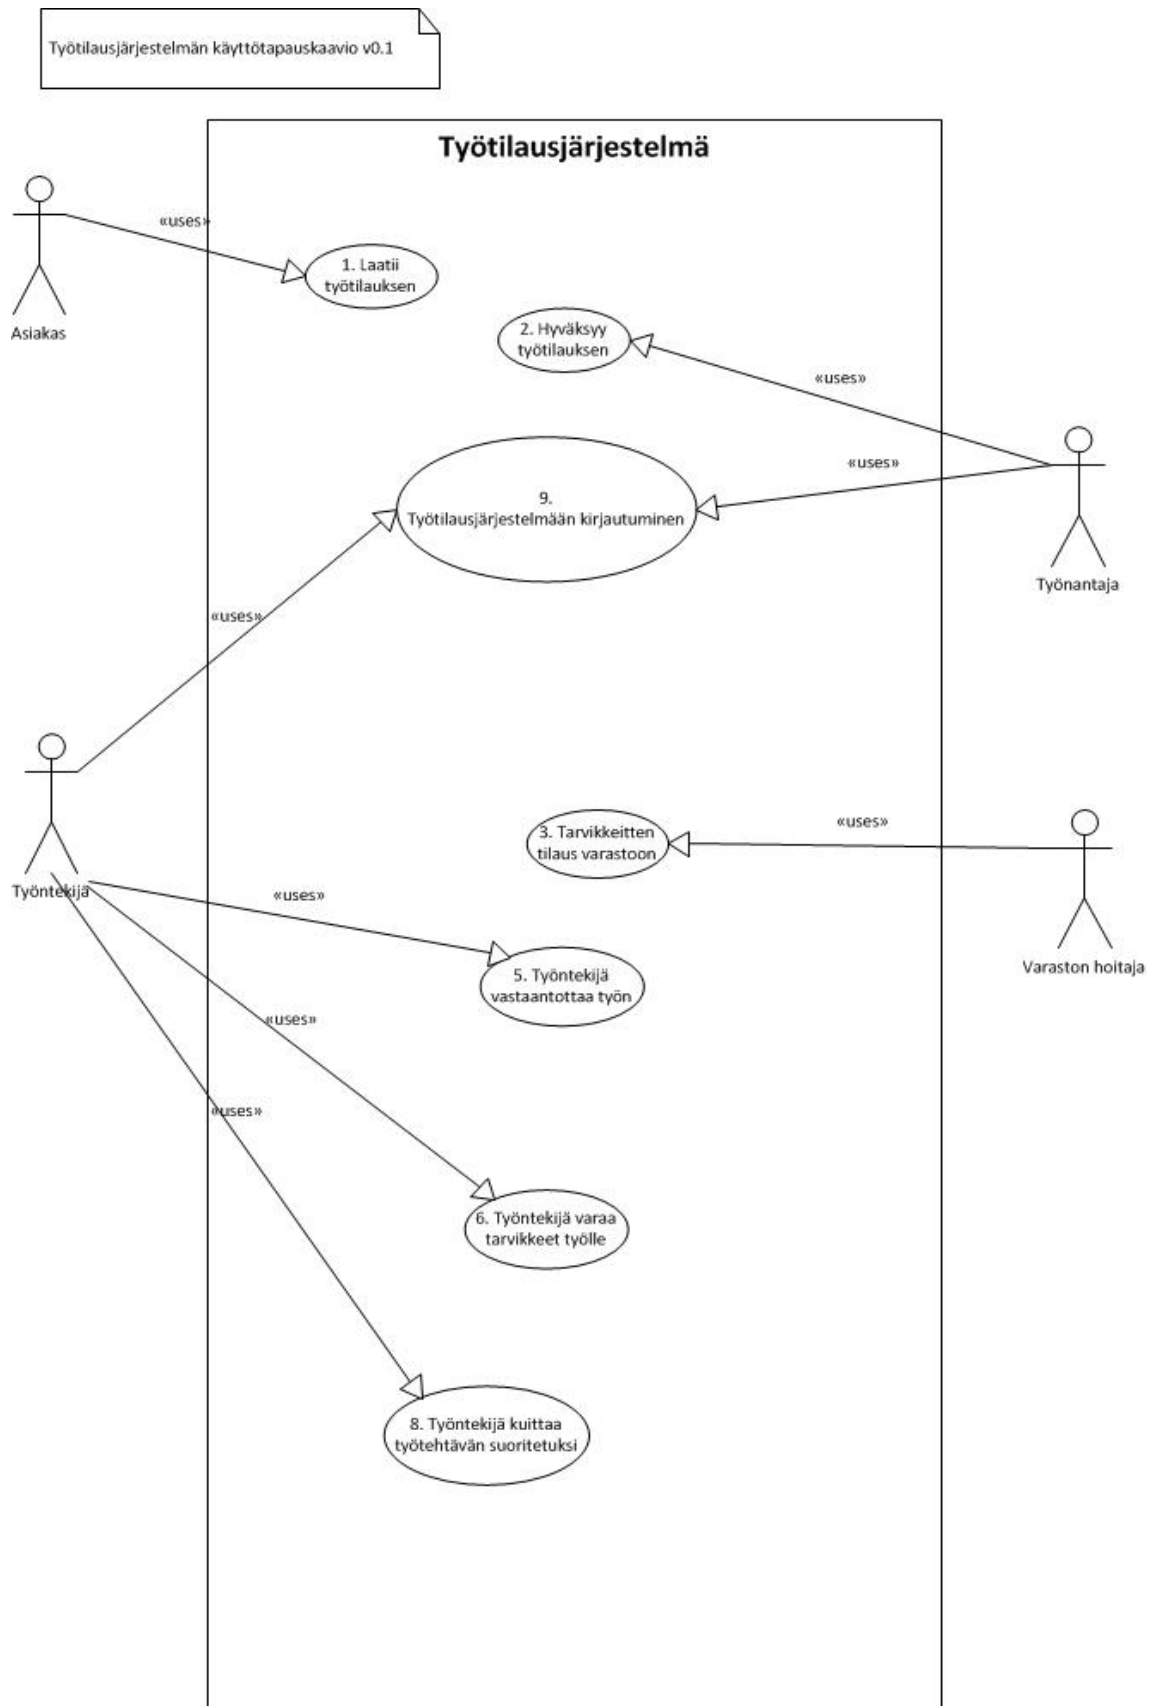 Työtilausjärjestelmän käyttötapauskaavio v0.1
Työtilausjärjestelmä
«uses»
1. Laatii
työtilauksen
Asiakas
2. Hyväksyy
työtilauksen
«uses»
«uses»
9.
Työtilausjärjestelmään kirjautuminen
Työnantaja
«uses»
3. Tarvikkeitten
tilaus varastoon
«uses»
Työntekijä
«uses»
Varaston hoitaja
5. Työntekijä
vastaantottaa työn
«uses»
«uses»
6. Työntekijä varaa
tarvikkeet työlle
8. Työntekijä kuittaa
työtehtävän suoritetuksi